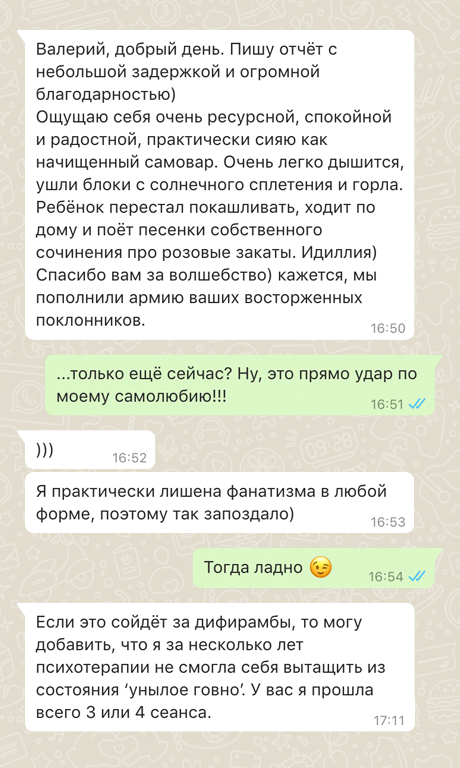 Валерий, добрый день. Пишу отчёт с
небольшой задержкой и огромной
благодарностью)
Ощущаю себя очень ресурсной, спокойной
и радостной, практически сияю как
начищенный самовар. Очень легко дышится,
ушли блоки с солнечного сплетения и горла.
Ребёнок перестал покашливать, ходит по
дому и поёт песенки собственного
сочинения про розовые закаты. Идиллия)
Спасибо вам за волшебство) кажется, мы
пополнили армию ваших восторженных
поклонников.
16:50
...только ещё сейчас? Ну, это прямо удар по
моему самолюбию!!!
16:51
)))
16:52
Я практически лишена фанатизма в любой
форме, поэтому так запоздало)
16:53
Тогда ладно 😉
16:54
Если это сойдёт за дифирамбы, то могу
добавить, что я за несколько лет
психотерапии не смогла себя вытащить из
состояния ‘унылое говно’. У вас я прошла
всего 3 или 4 сеанса.
17:11